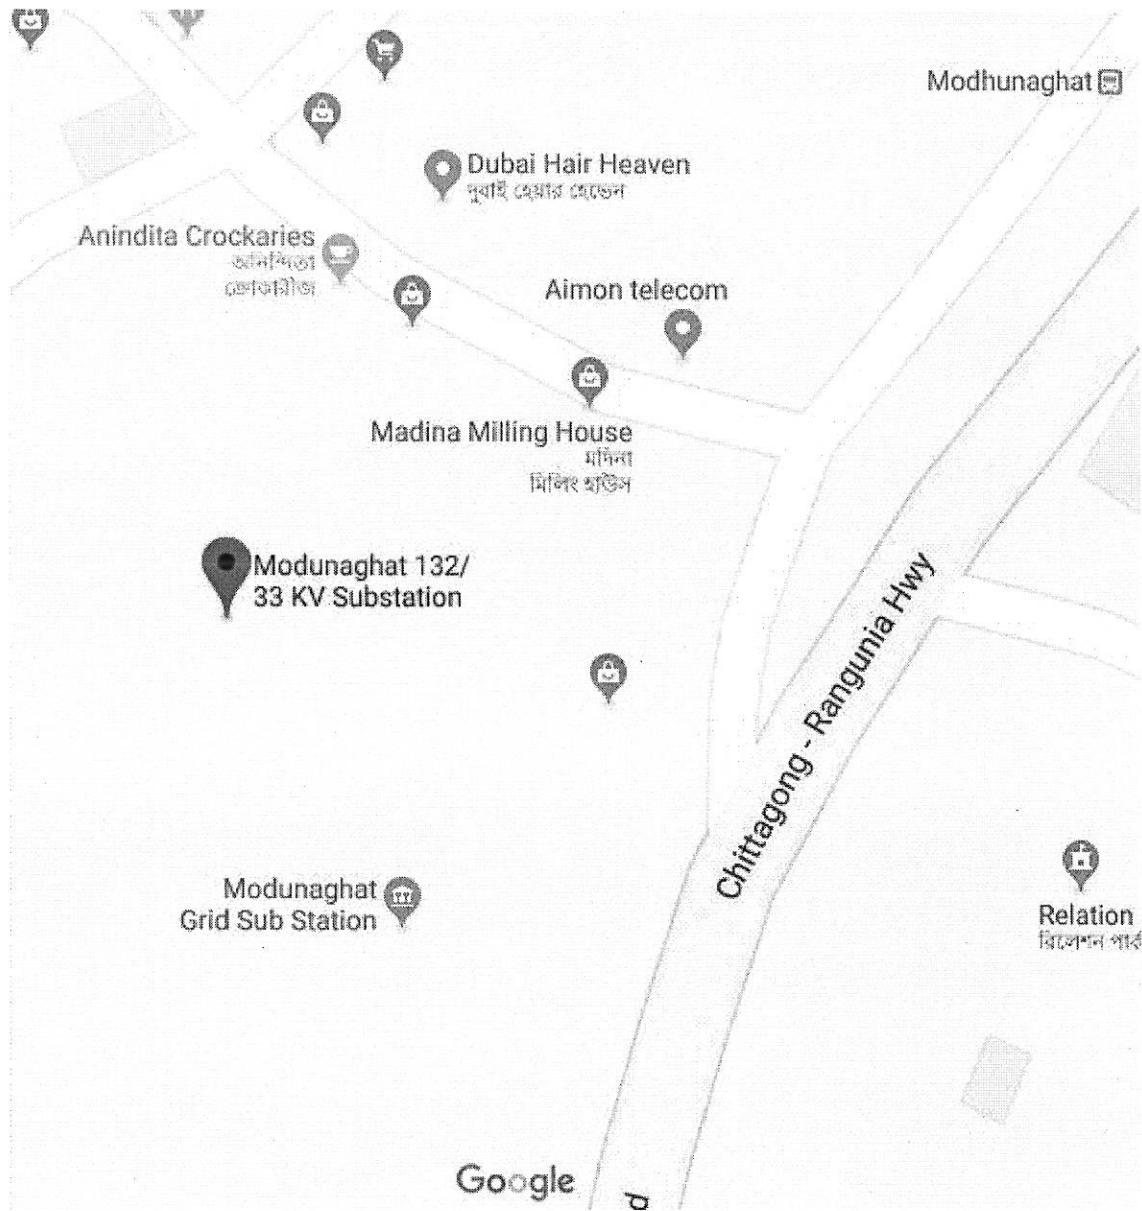 Modhunaghat
Dubai Hair Heaven
দুবাই হেয়ার হেভেন
Anindita Crockaries
অনিন্দিতা
ক্রোকারীজ
Aimon telecom
Madina Milling House
মদিনা
মিলিং হাউস
Modunaghat 132/
33 KV Substation
Chittagong - Rangunia Hwy
Modunaghat
Grid Sub Station
Relation
রিলেশন পার্ক
Google
d